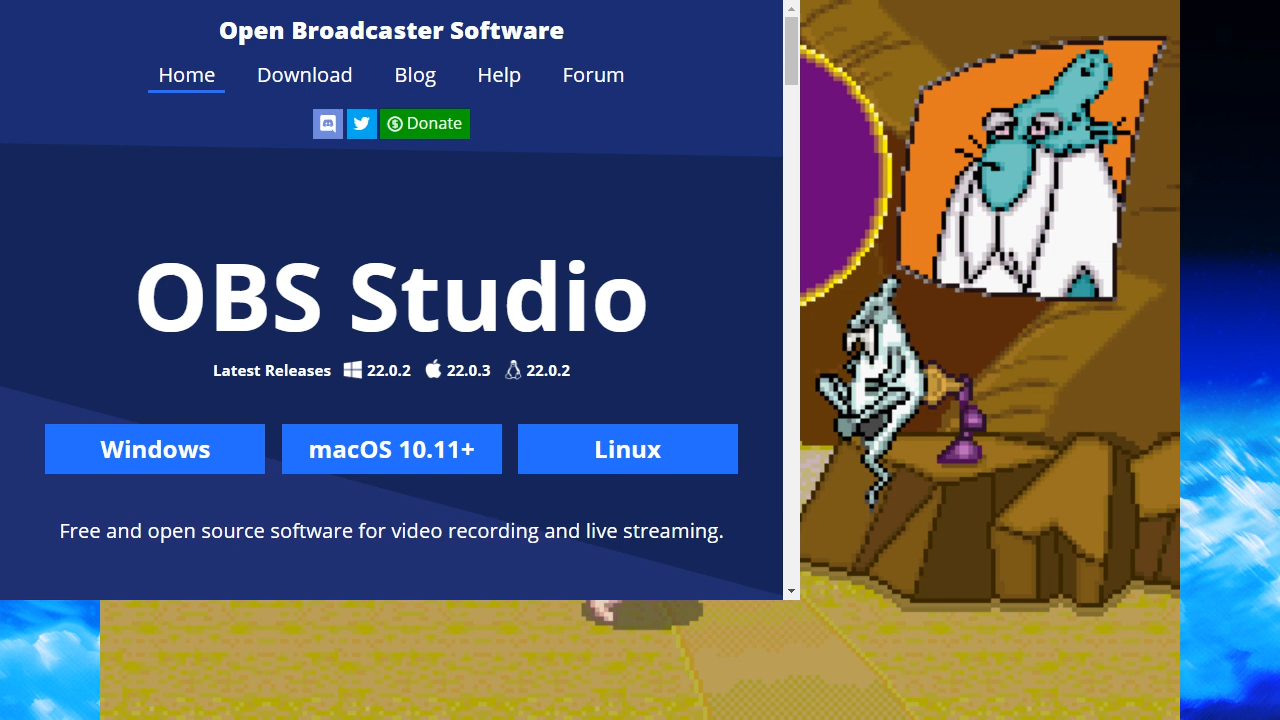 Open Broadcaster Software
Home Download Blog Help Forum
Donate
OBS Studio
Latest Releases 22.0.2 22.0.3 22.0.2
Windows macOS 10.11+ Linux
Free and open source software for video recording and live streaming.